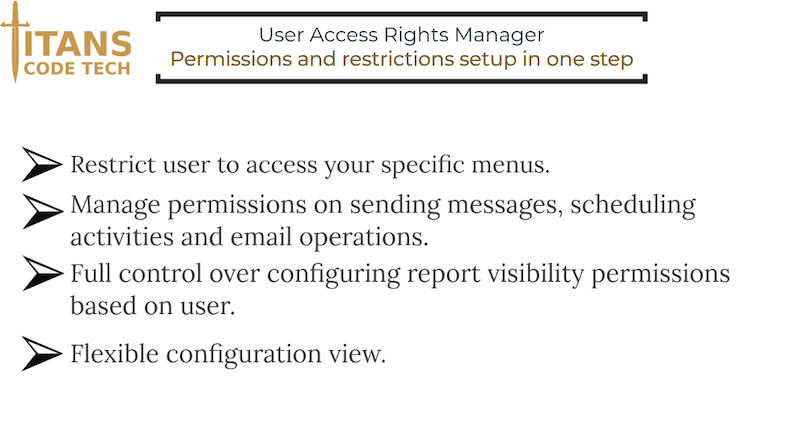 TITANS
CODE TECH
User Access Rights Manager
Permissions and restrictions setup in one step
Restrict user to access your specific menus.
Manage permissions on sending messages, scheduling
activities and email operations.
Full control over configuring report visibility permissions
based on user.
Flexible configuration view.